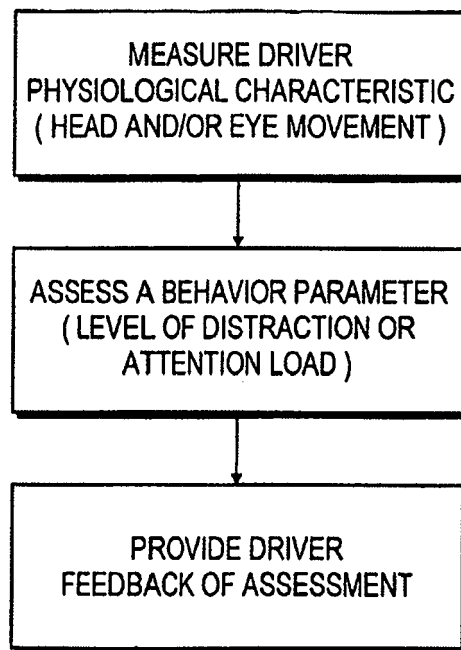 MEASURE DRIVER
PHYSIOLOGICAL CHARACTERISTIC
( HEAD AND/OR EYE MOVEMENT )
ASSESS A BEHAVIOR PARAMETER
( LEVEL OF DISTRACTION OR
ATTENTION LOAD )
PROVIDE DRIVER
FEEDBACK OF ASSESSMENT